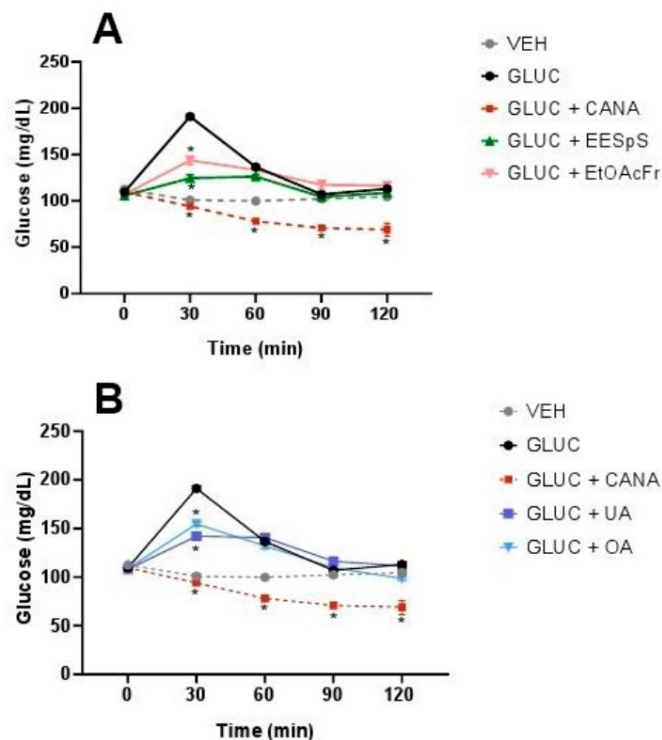 A
VEH
GLUC
GLUC + CANA
GLUC + EESpS
GLUC + EtOAcFr
Glucose (mg/dL)
250
200
150
100
50
0
*
*
*
*
*
*
0 30 60 90 120
Time (min)
B
VEH
GLUC
GLUC + CANA
GLUC + UA
GLUC + OA
Glucose (mg/dL)
250
200
150
100
50
0
*
*
*
*
*
*
0 30 60 90 120
Time (min)